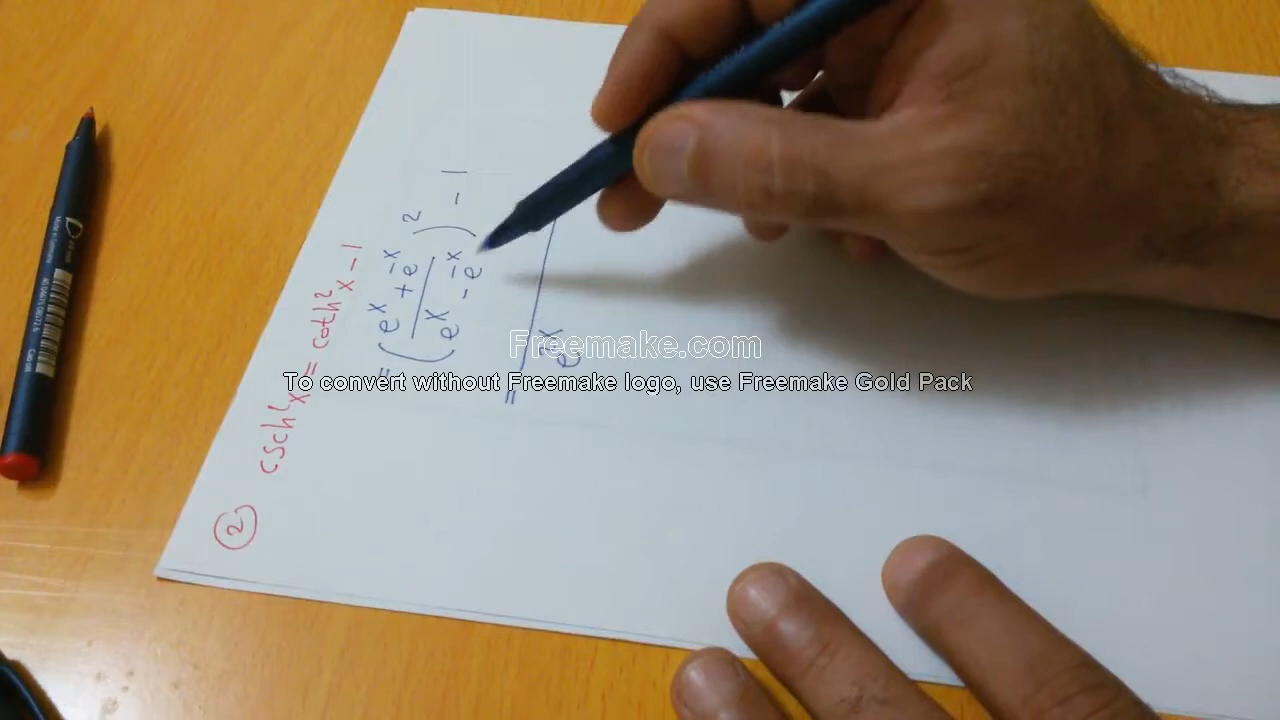 ②
csch²x = coth²x - 1
= ( (eˣ + e⁻ˣ) / (eˣ - e⁻ˣ) )² - 1
=
Freemake.com
To convert without Freemake logo, use Freemake Gold Pack